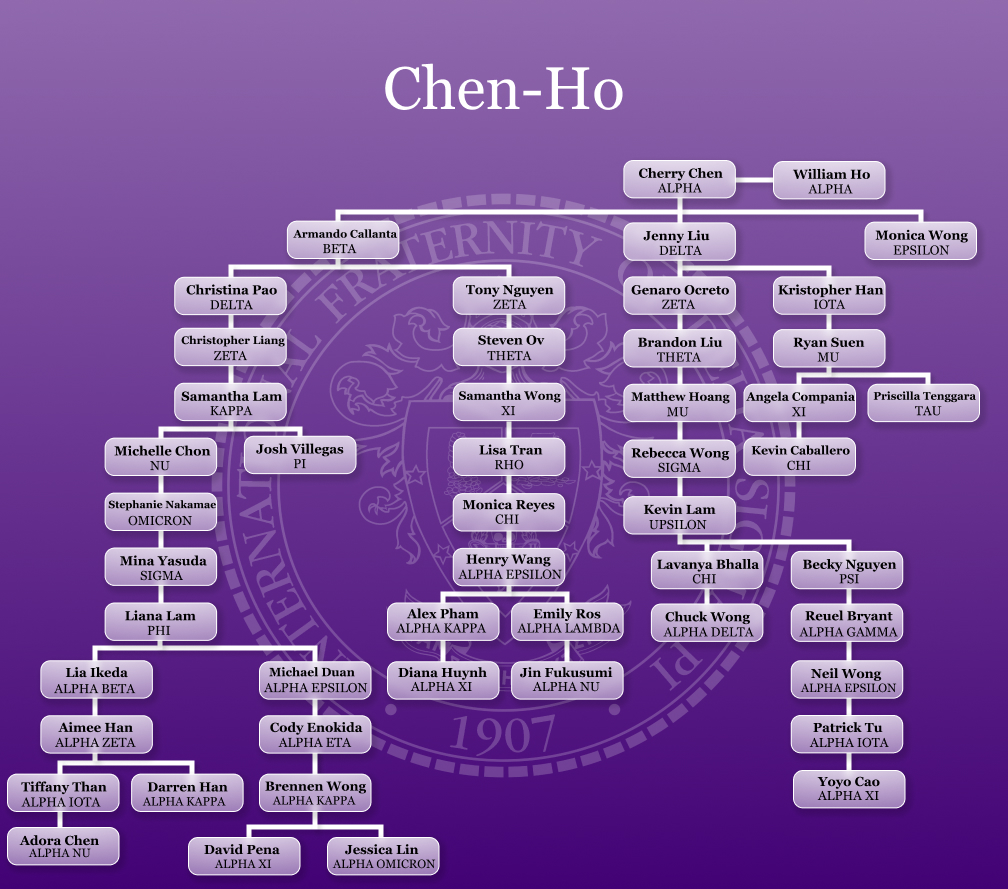 Chen-Ho
Cherry Chen
ALPHA
William Ho
ALPHA
Armando Callanta
BETA
Jenny Liu
DELTA
Monica Wong
EPSILON
Christina Pao
DELTA
Tony Nguyen
ZETA
Genaro Ocreto
ZETA
Kristopher Han
IOTA
Christopher Liang
ZETA
Steven Ov
THETA
Brandon Liu
THETA
Ryan Suen
MU
Samantha Lam
KAPPA
Samantha Wong
XI
Matthew Hoang
MU
Angela Compania
XI
Priscilla Tenggara
TAU
Michelle Chon
NU
Josh Villegas
PI
Lisa Tran
RHO
Rebecca Wong
SIGMA
Kevin Caballero
CHI
Stephanie Nakamae
OMICRON
Monica Reyes
CHI
Kevin Lam
UPSILON
Mina Yasuda
SIGMA
Henry Wang
ALPHA EPSILON
Lavanya Bhalla
CHI
Becky Nguyen
PSI
Liana Lam
PHI
Alex Pham
ALPHA KAPPA
Emily Ros
ALPHA LAMBDA
Chuck Wong
ALPHA DELTA
Reuel Bryant
ALPHA GAMMA
Lia Ikeda
ALPHA BETA
Michael Duan
ALPHA EPSILON
Diana Huynh
ALPHA XI
Jin Fukusumi
ALPHA NU
Neil Wong
ALPHA EPSILON
Aimee Han
ALPHA ZETA
Cody Enokida
ALPHA ETA
Patrick Tu
ALPHA IOTA
Tiffany Than
ALPHA IOTA
Darren Han
ALPHA KAPPA
Brennen Wong
ALPHA KAPPA
Yoyo Cao
ALPHA XI
Adora Chen
ALPHA NU
David Pena
ALPHA XI
Jessica Lin
ALPHA OMICRON
1907